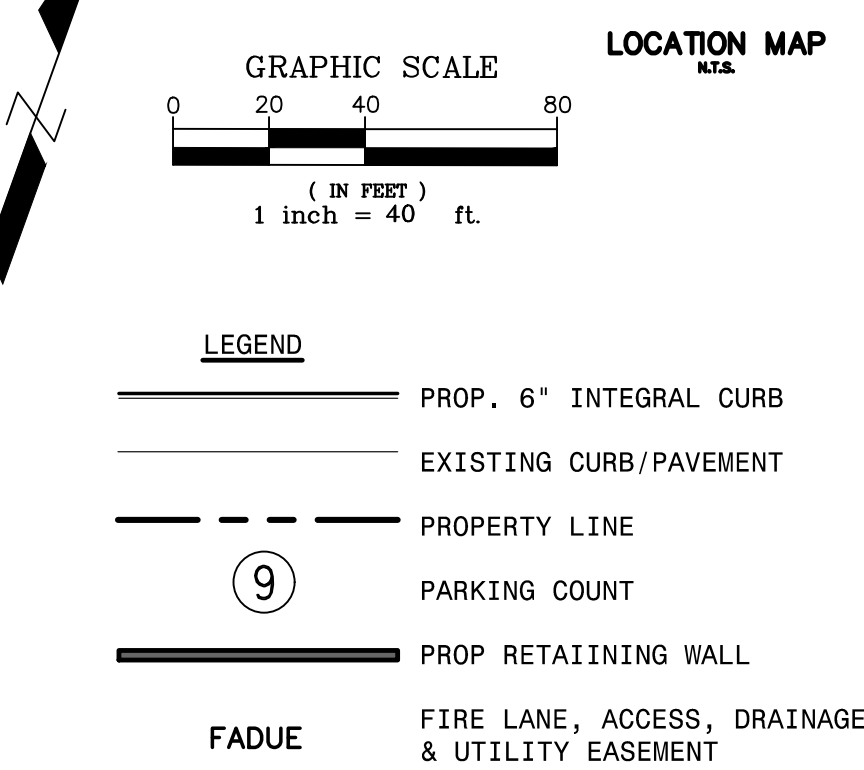 LOCATION MAP
N.T.S.
GRAPHIC SCALE
0 20 40 80
( IN FEET )
1 inch = 40 ft.
LEGEND
PROP. 6" INTEGRAL CURB
EXISTING CURB/PAVEMENT
PROPERTY LINE
9 PARKING COUNT
PROP RETAIINING WALL
FADUE FIRE LANE, ACCESS, DRAINAGE
& UTILITY EASEMENT